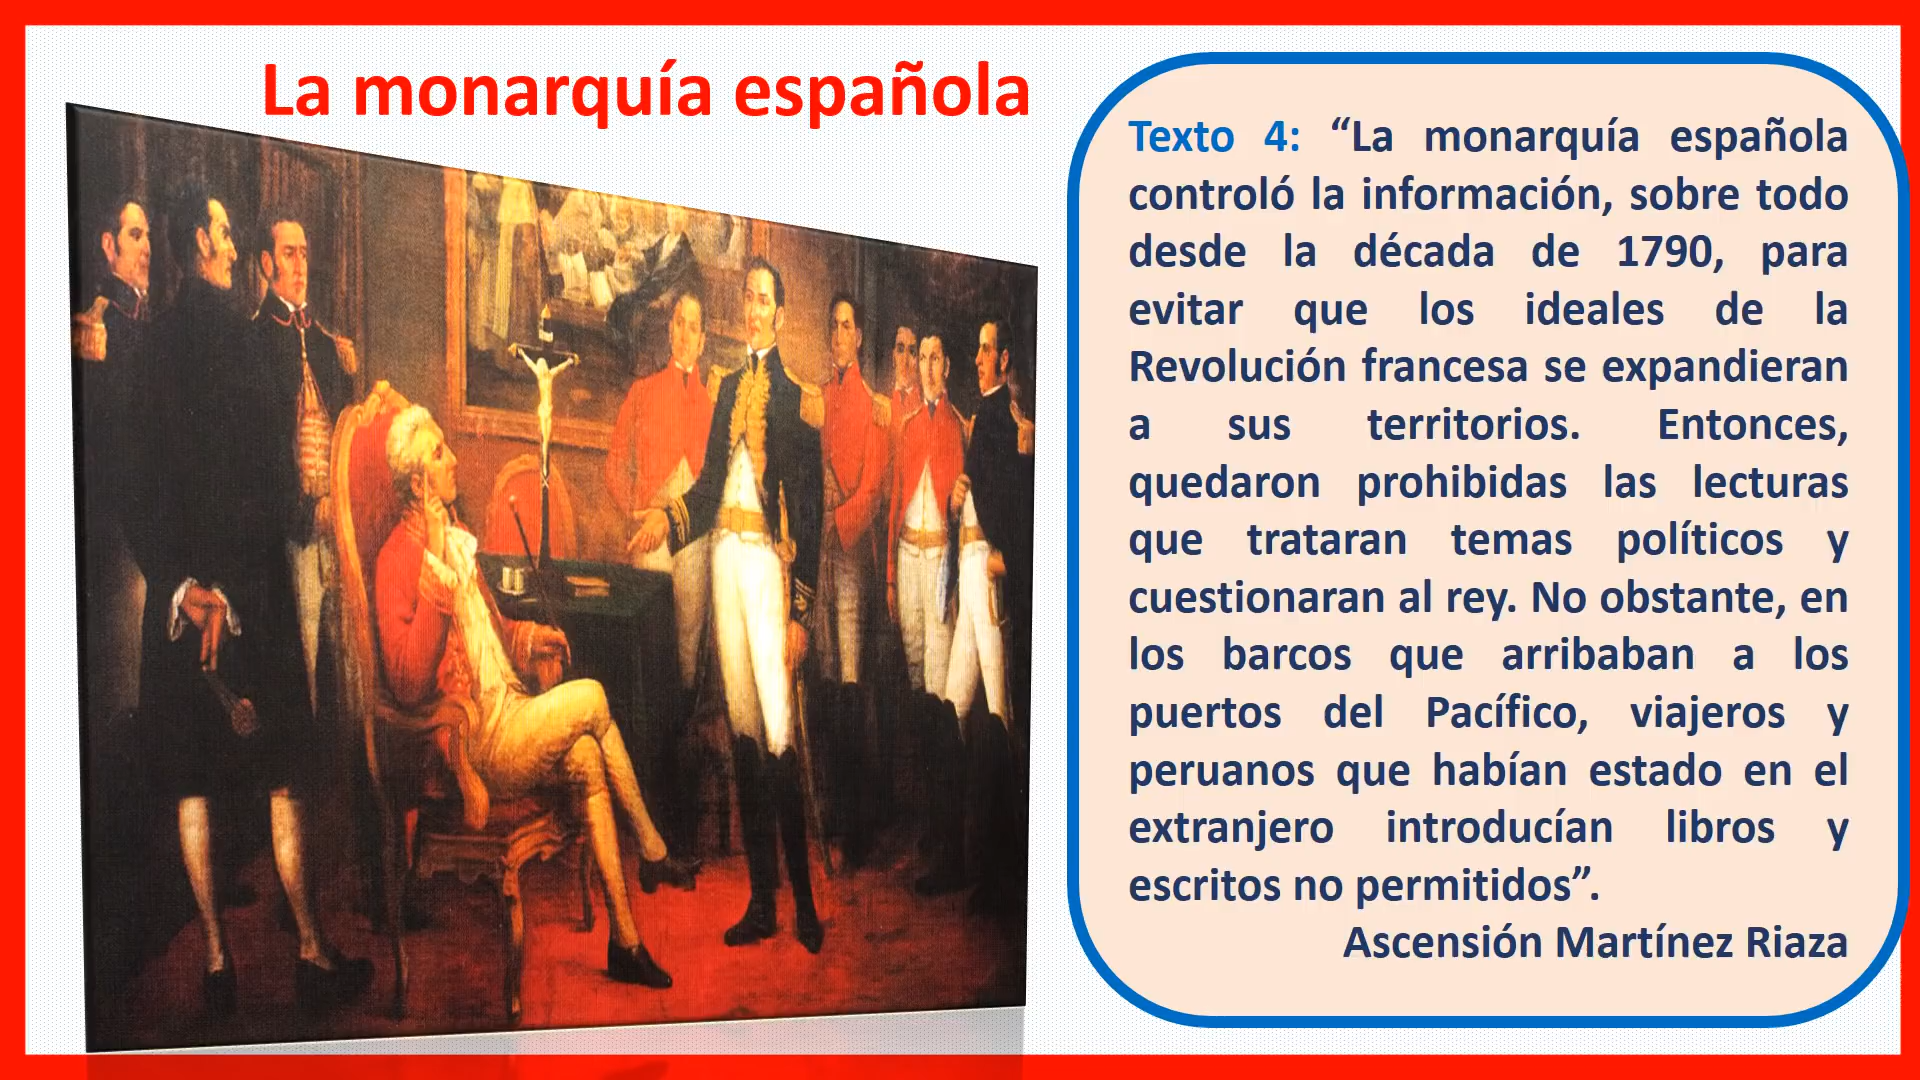 La monarquía española
Texto 4: “La monarquía española
controló la información, sobre todo
desde la década de 1790, para
evitar que los ideales de la
Revolución francesa se expandieran
a sus territorios. Entonces,
quedaron prohibidas las lecturas
que trataran temas políticos y
cuestionaran al rey. No obstante, en
los barcos que arribaban a los
puertos del Pacífico, viajeros y
peruanos que habían estado en el
extranjero introducían libros y
escritos no permitidos”.
Ascensión Martínez Riaza